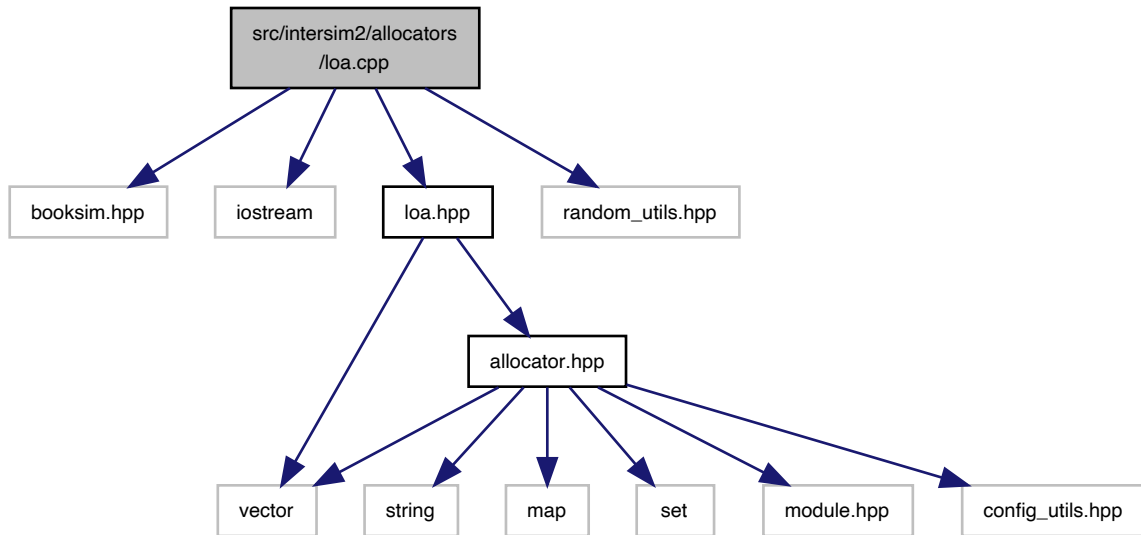 src/intersim2/allocators
/loa.cpp
booksim.hpp
iostream
loa.hpp
random_utils.hpp
allocator.hpp
vector
string
map
set
module.hpp
config_utils.hpp